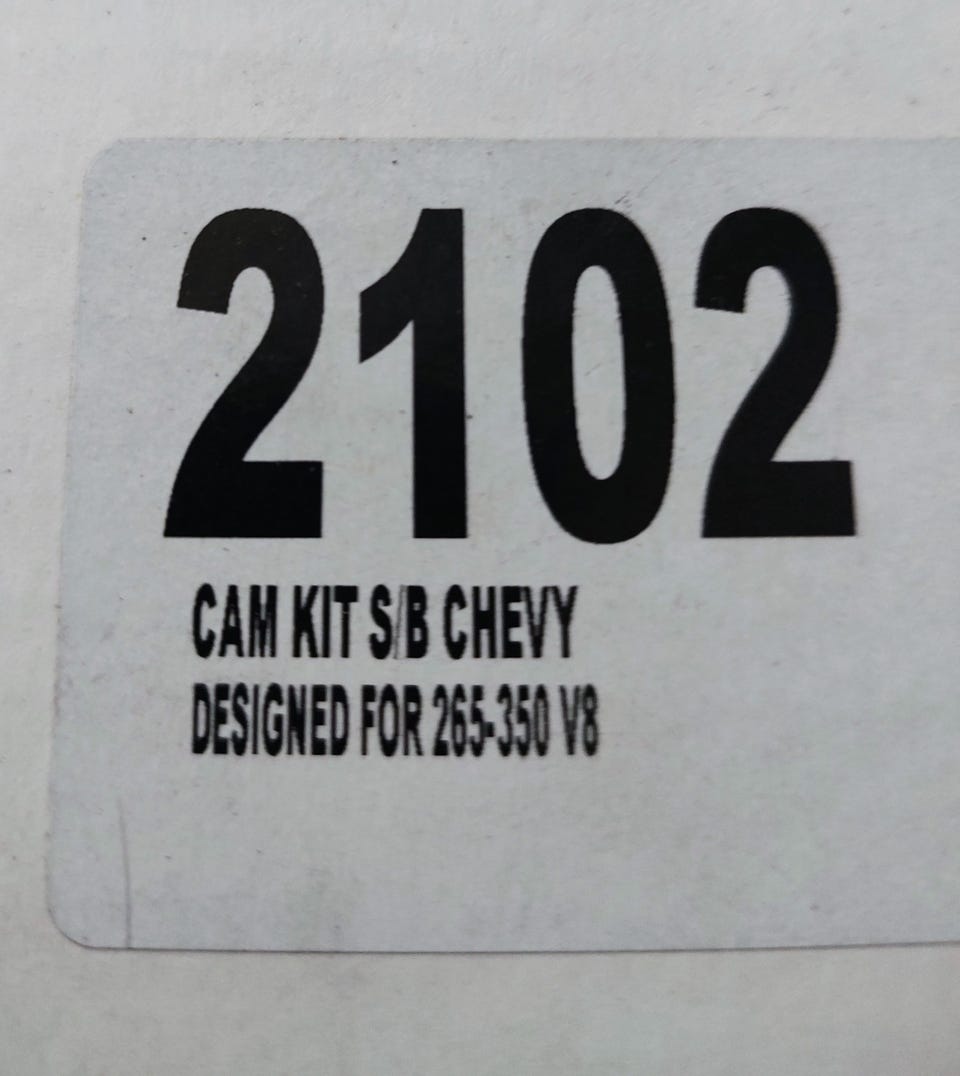 2102
CAM KIT S/B CHEVY
DESIGNED FOR 265-350 V8